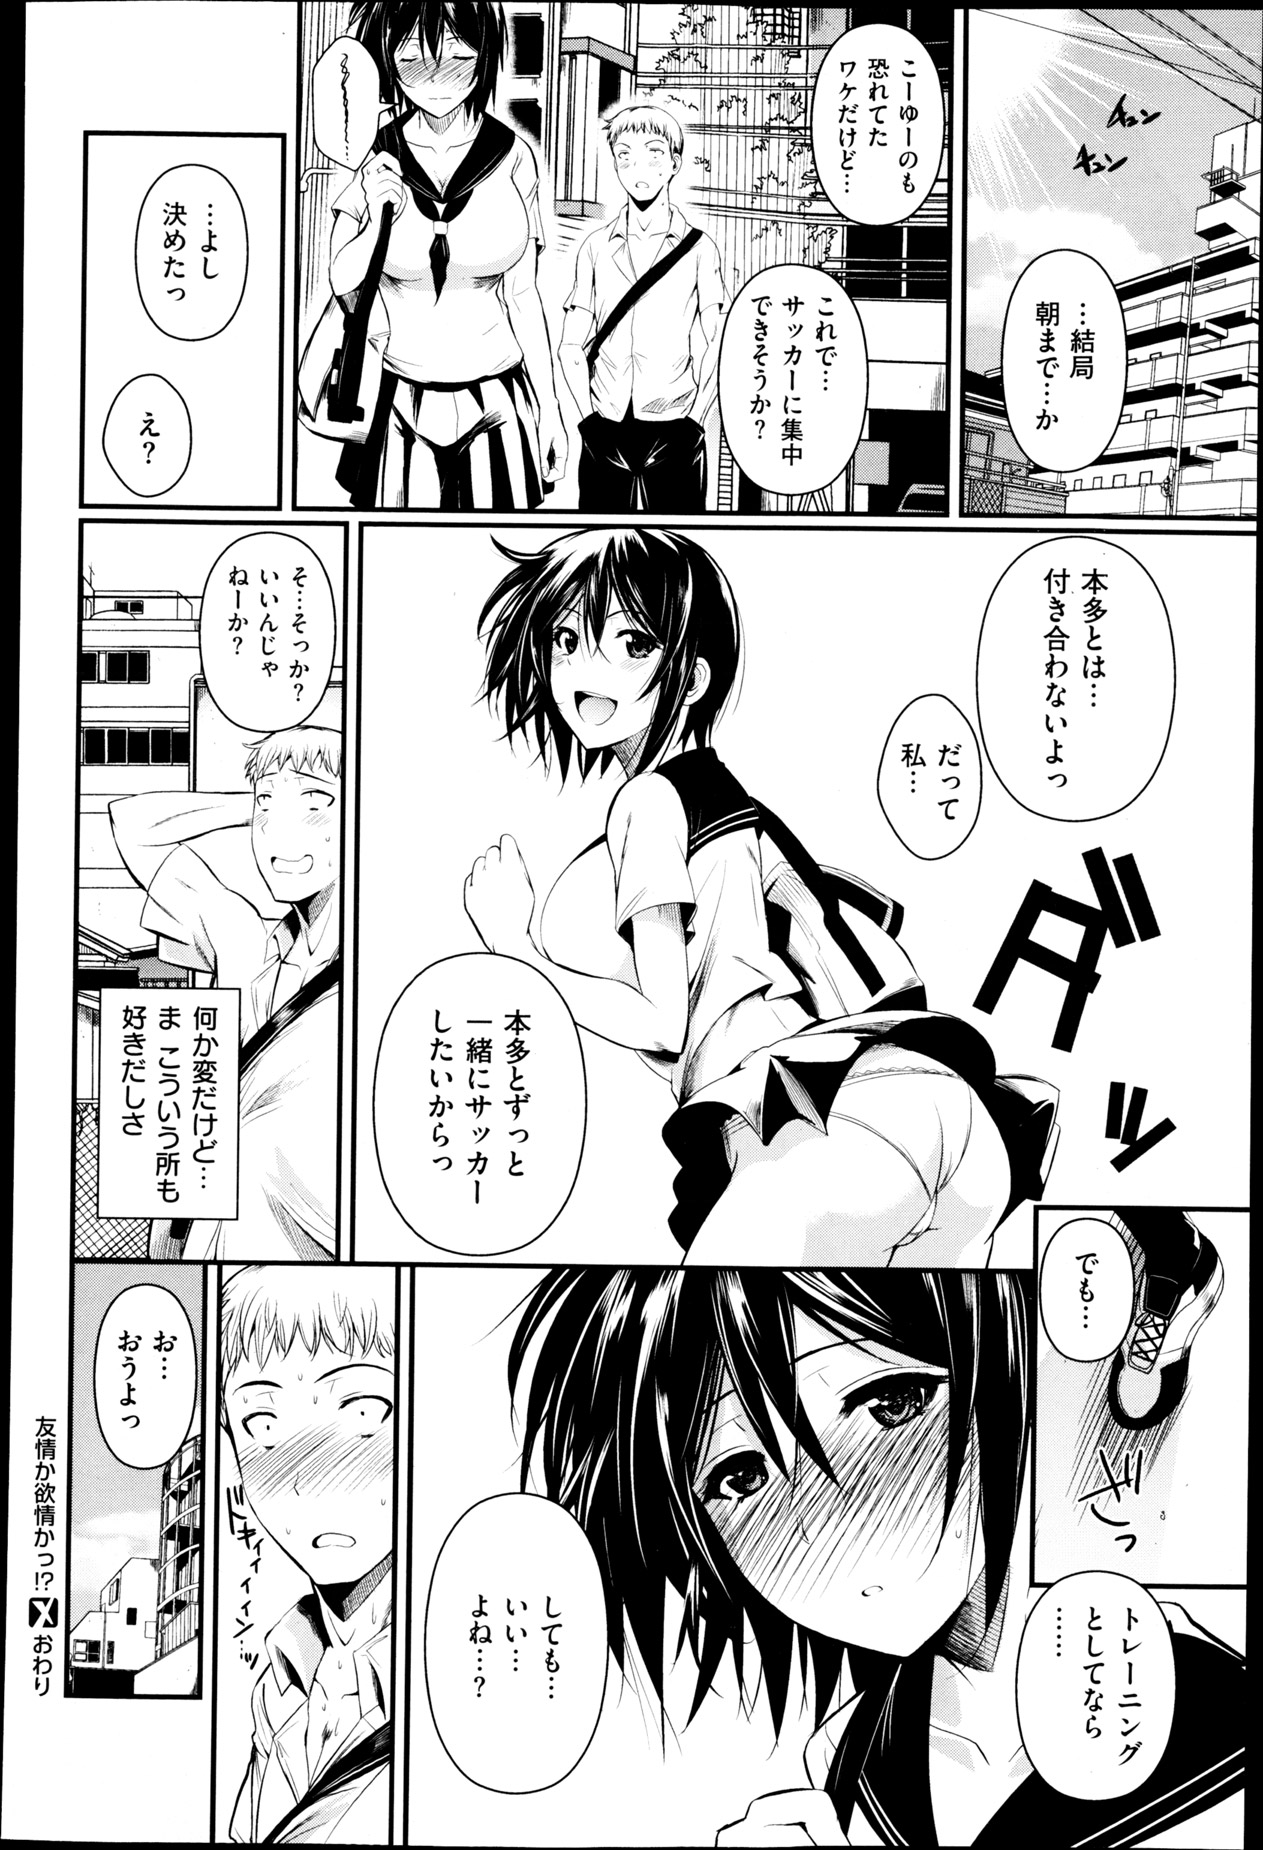 チュン
チュン
…結局
朝まで…か
こーゆーのも
恐れてた
ワケだけど…
これで…
サッカーに集中
できそうか?
…よし
決めたっ
え?
本多とは…
付き合わないよっ
だって
私…
本多とずっと
一緒にサッカー
したいからっ
そ…そっか?
いいんじゃ
ねーか?
何か変だけど…
ま こういう所も
好きだしさ
でも…
ざっ
トレーニング
としてなら
……
しても…
いい…
よね…?
ドキィィィィン…ッ
お…
おうよっ
友情か欲情かっ!? X おわり